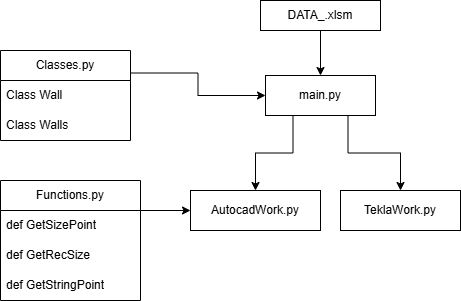 DATA_.xlsm
Classes.py
Class Wall
Class Walls
main.py
Functions.py
def GetSizePoint
def GetRecSize
def GetStringPoint
AutocadWork.py
TeklaWork.py